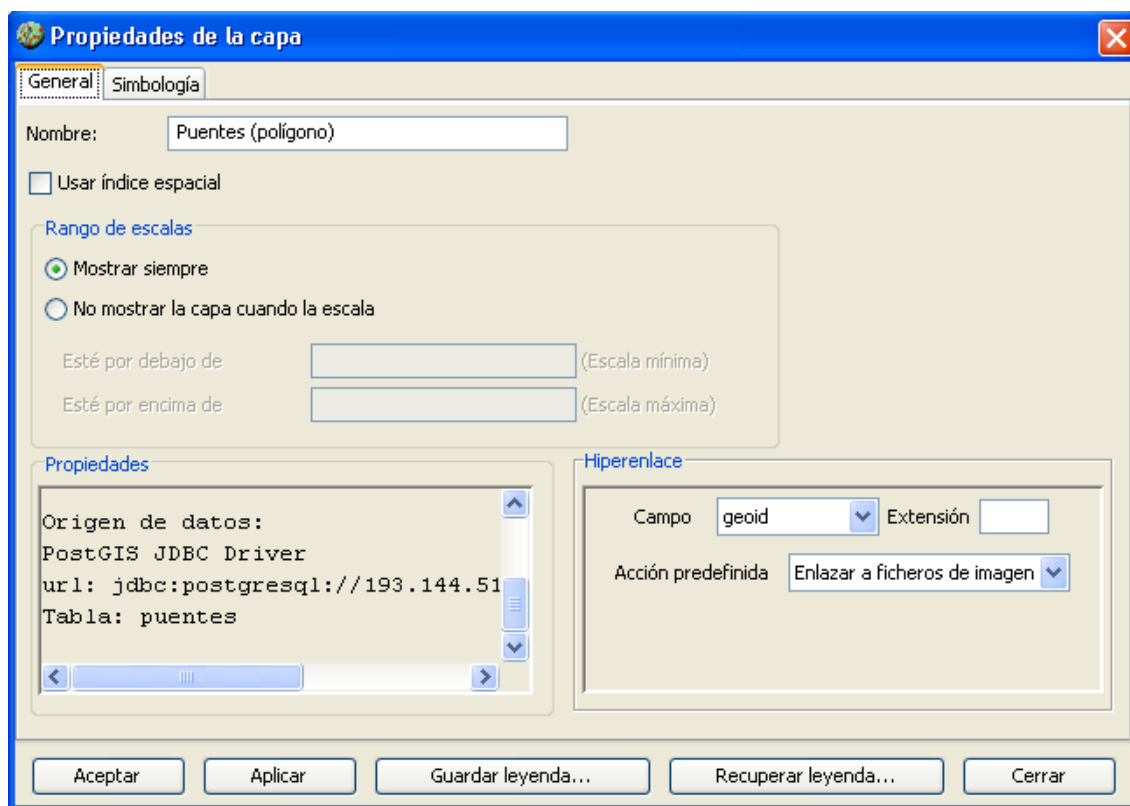 Propiedades de la capa
General Simbología
Nombre: Puentes (polígono)
Usar índice espacial
Rango de escalas
Mostrar siempre
No mostrar la capa cuando la escala
Esté por debajo de (Escala mínima)
Esté por encima de (Escala máxima)
Propiedades
Origen de datos:
PostGIS JDBC Driver
url: jdbc:postgresql://193.144.51
Tabla: puentes
Hiperenlace
Campo geoid Extensión
Acción predefinida Enlazar a ficheros de imagen
Aceptar Aplicar Guardar leyenda... Recuperar leyenda... Cerrar